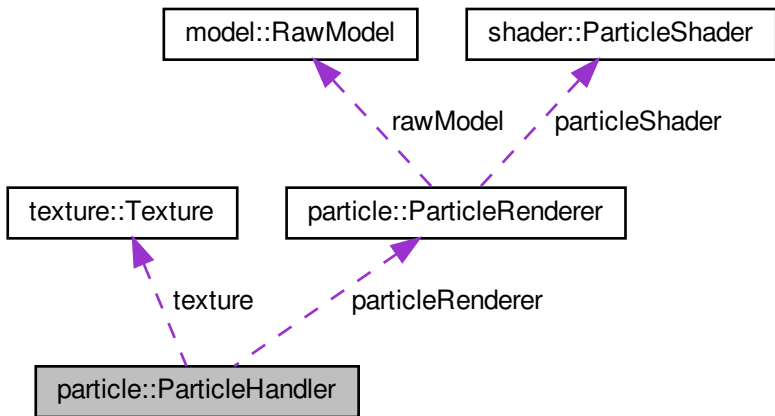 model::RawModel
shader::ParticleShader
rawModel
particleShader
texture::Texture
particle::ParticleRenderer
texture
particleRenderer
particle::ParticleHandler